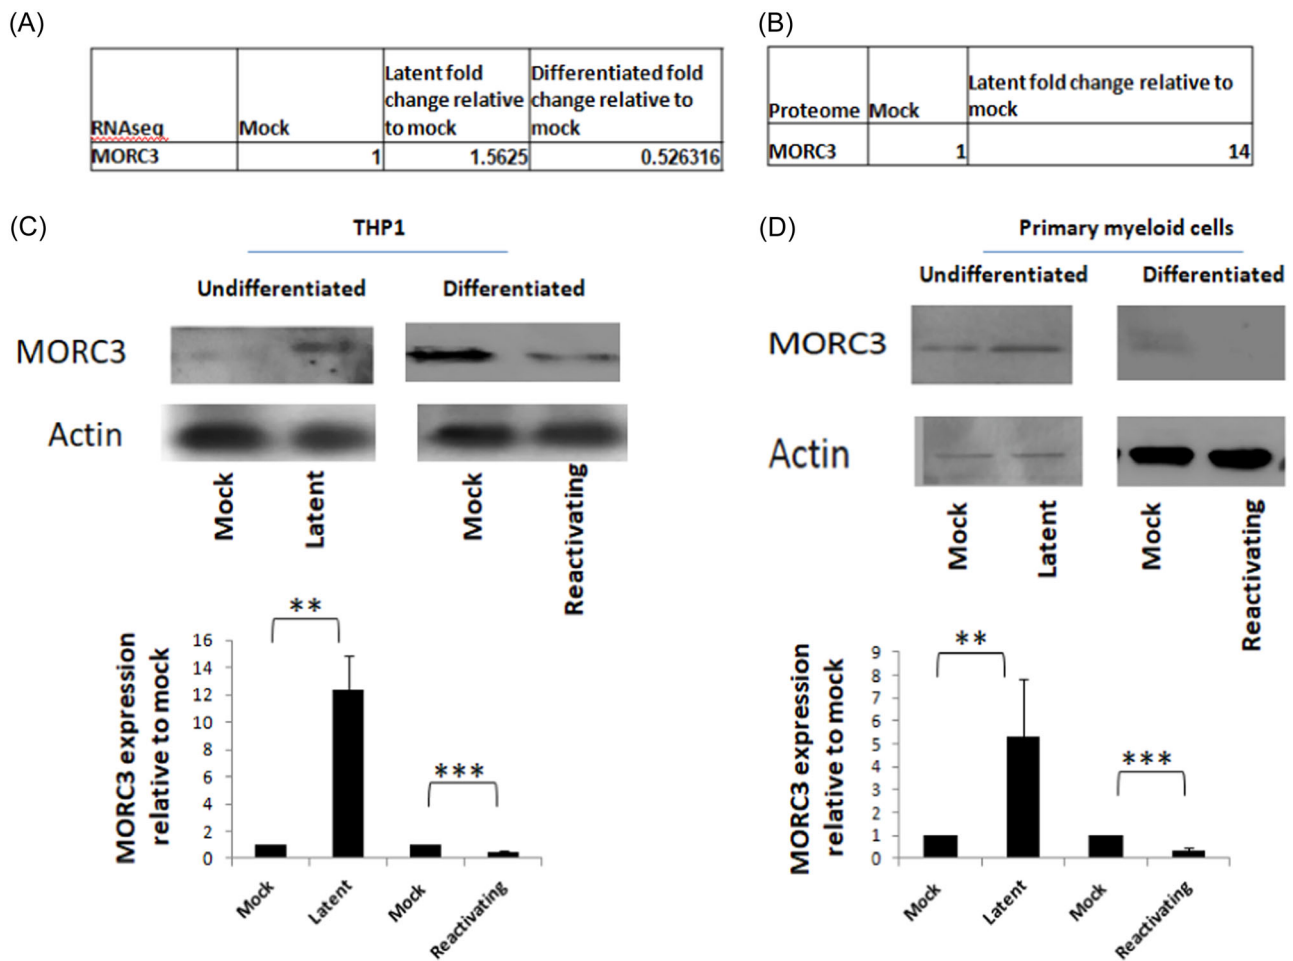 (A)
RNAseq
Mock
Latent fold
change relative
to mock
Differentiated fold
change relative to
mock
MORC3
1
1.5625
0.526316
(B)
Proteome
Mock
Latent fold change relative to
mock
MORC3
1
14
(C)
THP1
Undifferentiated
Differentiated
MORC3
Actin
Mock
Latent
Mock
Reactivating
**
***
MORC3 expression
relative to mock
16
14
12
10
8
6
4
2
0
Mock
Latent
Mock
Reactivating
(D)
Primary myeloid cells
Undifferentiated
Differentiated
MORC3
Actin
Mock
Latent
Mock
Reactivating
**
***
MORC3 expression
relative to mock
9
8
7
6
5
4
3
2
1
0
Mock
Latent
Mock
Reactivating